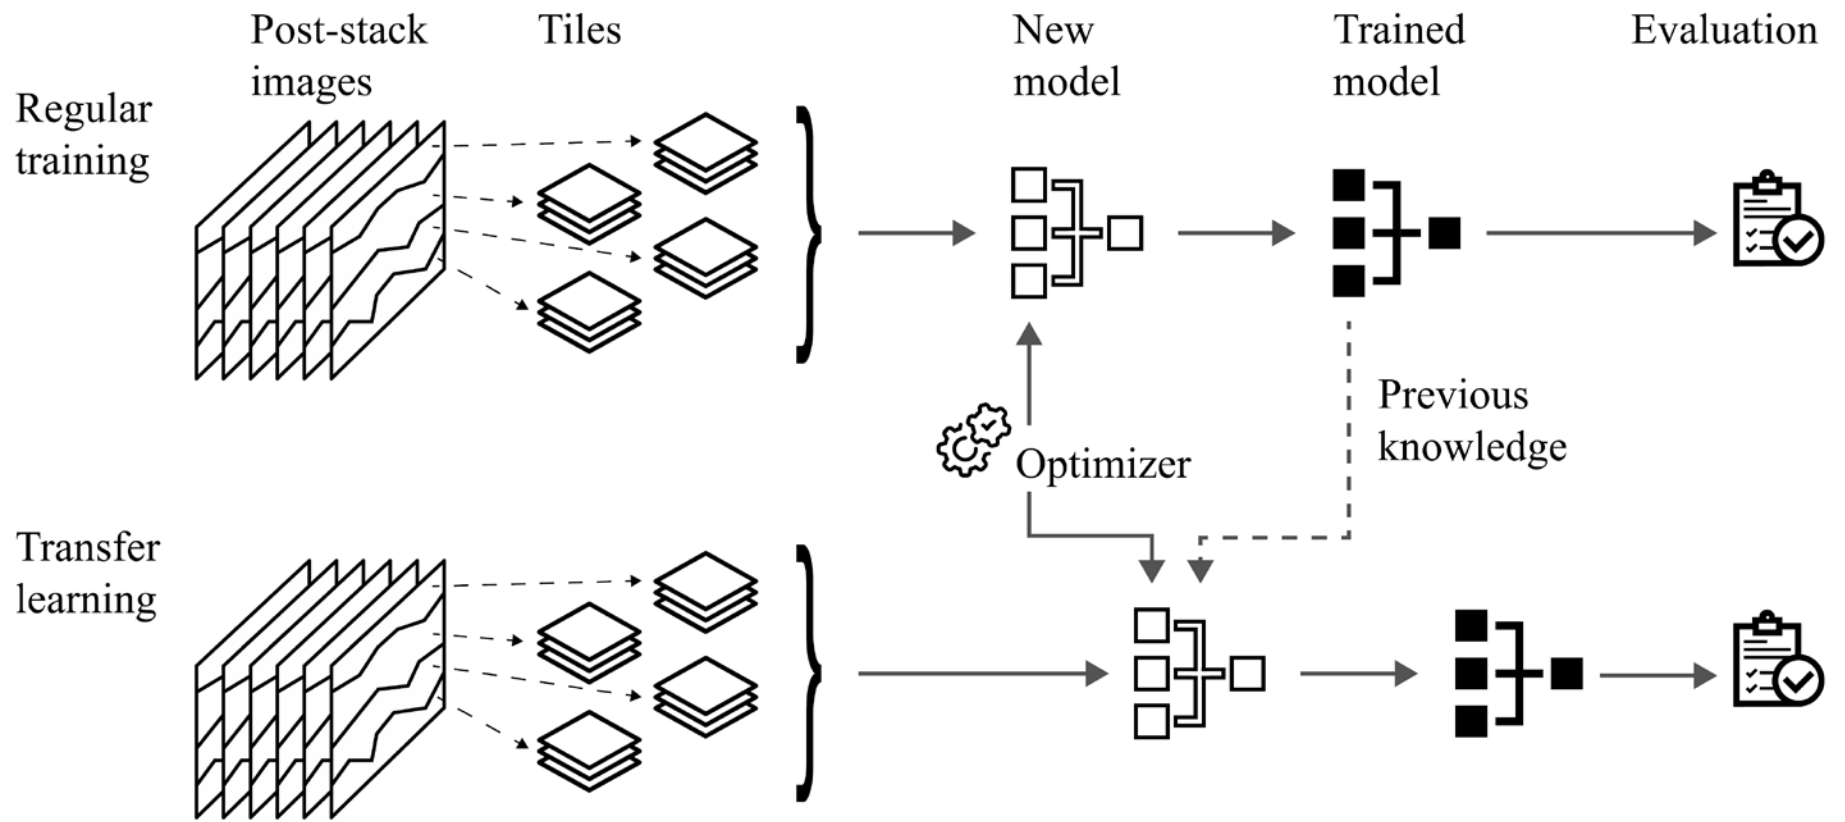 Post-stack
images
Tiles
New
model
Trained
model
Evaluation
Regular
training
Optimizer
Previous
knowledge
Transfer
learning